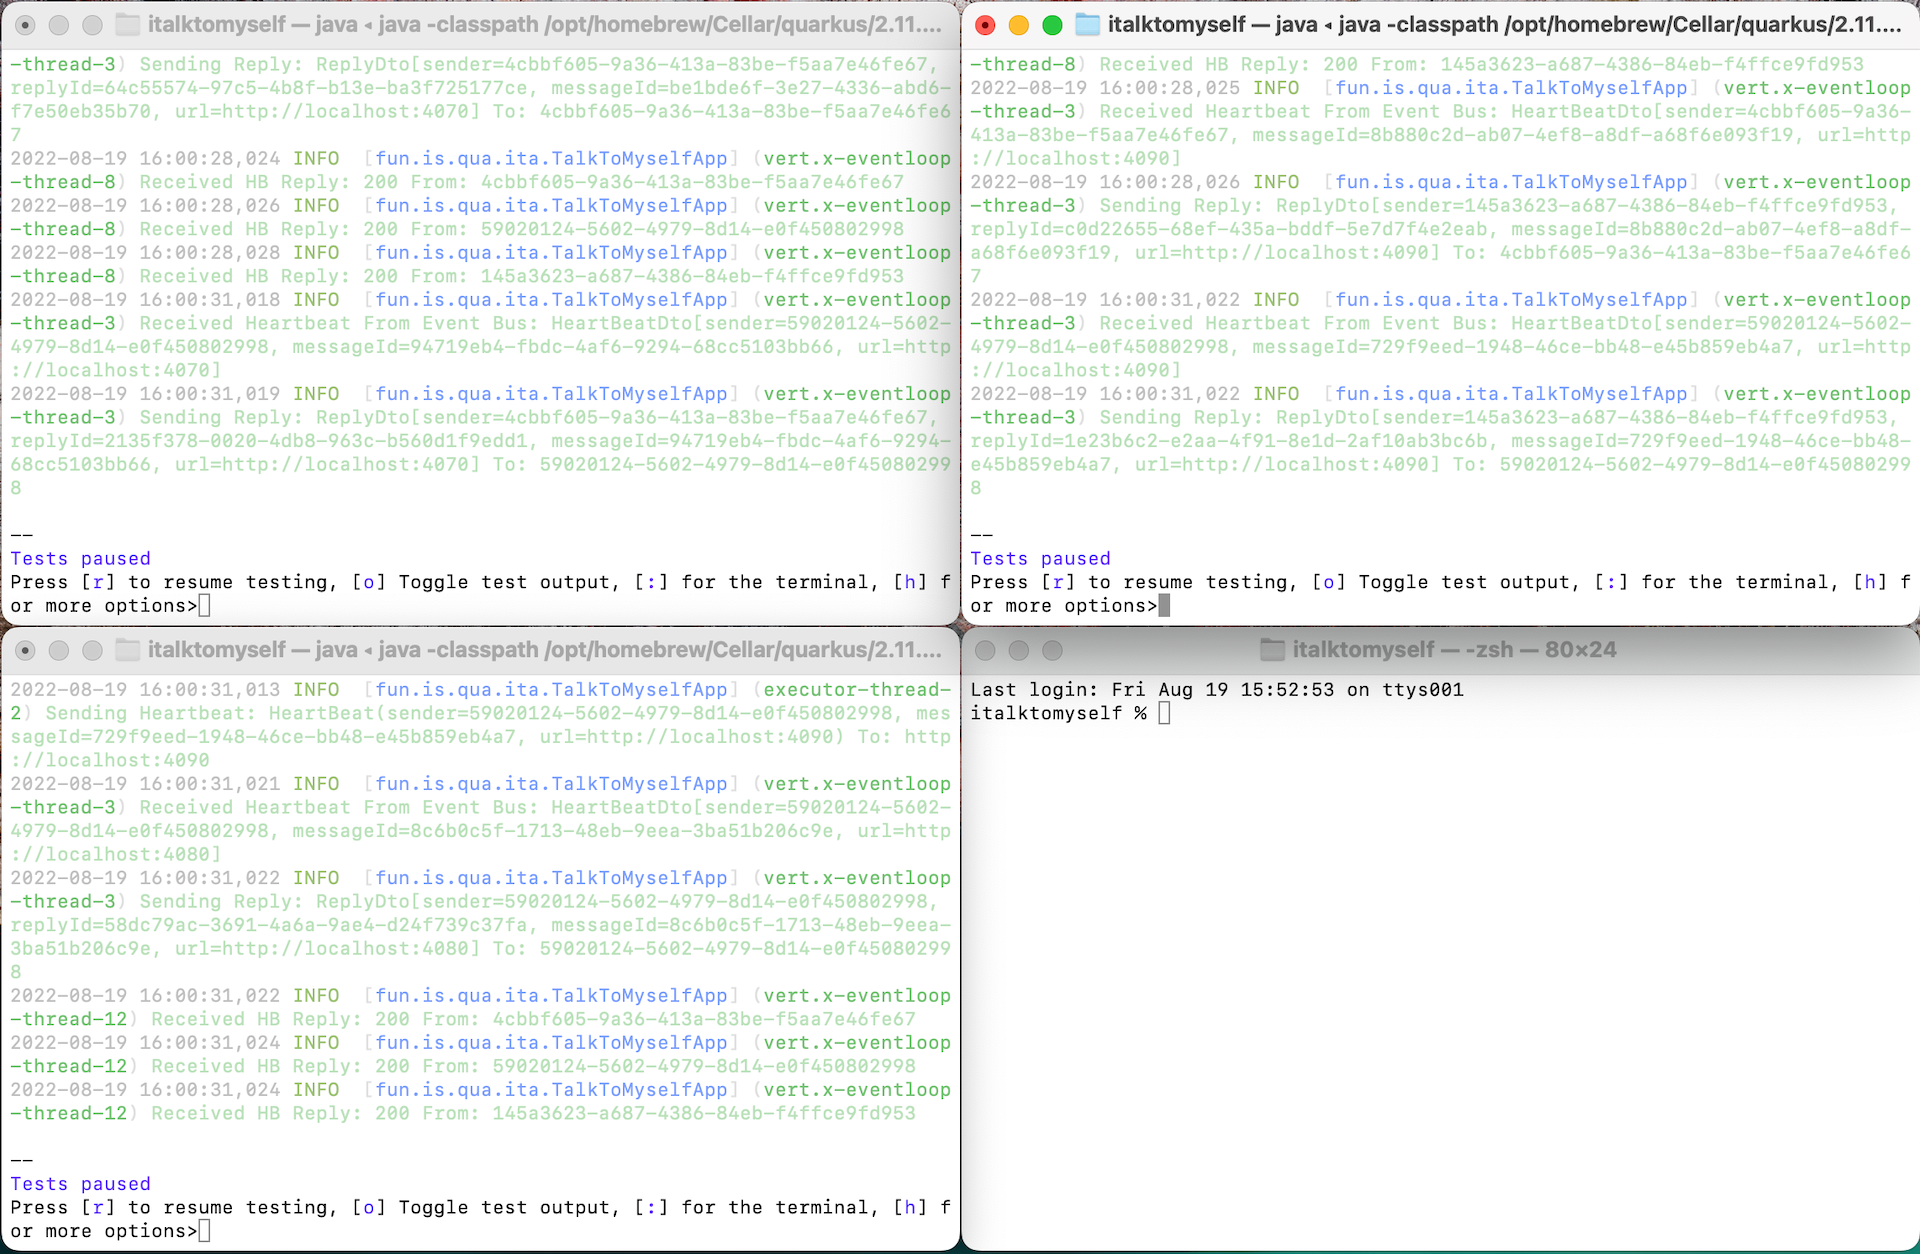 italktomyself — java ◂ java -classpath /opt/homebrew/Cellar/quarkus/2.11....
-thread-3) Sending Reply: ReplyDto[sender=4cbbf605-9a36-413a-83be-f5aa7e46fe67,
replyId=64c55574-97c5-4b8f-b13e-ba3f725177ce, messageId=be1bde6f-3e27-4336-abd6-
f7e50eb35b70, url=http://localhost:4070] To: 4cbbf605-9a36-413a-83be-f5aa7e46fe6
7
2022-08-19 16:00:28,024 INFO  [fun.is.qua.ita.TalkToMyselfApp] (vert.x-eventloop
-thread-8) Received HB Reply: 200 From: 4cbbf605-9a36-413a-83be-f5aa7e46fe67
2022-08-19 16:00:28,026 INFO  [fun.is.qua.ita.TalkToMyselfApp] (vert.x-eventloop
-thread-8) Received HB Reply: 200 From: 59020124-5602-4979-8d14-e0f450802998
2022-08-19 16:00:28,028 INFO  [fun.is.qua.ita.TalkToMyselfApp] (vert.x-eventloop
-thread-8) Received HB Reply: 200 From: 145a3623-a687-4386-84eb-f4ffce9fd953
2022-08-19 16:00:31,018 INFO  [fun.is.qua.ita.TalkToMyselfApp] (vert.x-eventloop
-thread-3) Received Heartbeat From Event Bus: HeartBeatDto[sender=59020124-5602-
4979-8d14-e0f450802998, messageId=94719eb4-fbdc-4af6-9294-68cc5103bb66, url=http
://localhost:4070]
2022-08-19 16:00:31,019 INFO  [fun.is.qua.ita.TalkToMyselfApp] (vert.x-eventloop
-thread-3) Sending Reply: ReplyDto[sender=4cbbf605-9a36-413a-83be-f5aa7e46fe67,
replyId=2135f378-0020-4db8-963c-b560d1f9edd1, messageId=94719eb4-fbdc-4af6-9294-
68cc5103bb66, url=http://localhost:4070] To: 59020124-5602-4979-8d14-e0f45080299
8
--
Tests paused
Press [r] to resume testing, [o] Toggle test output, [:] for the terminal, [h] f
or more options>
italktomyself — java ◂ java -classpath /opt/homebrew/Cellar/quarkus/2.11....
-thread-8) Received HB Reply: 200 From: 145a3623-a687-4386-84eb-f4ffce9fd953
2022-08-19 16:00:28,025 INFO  [fun.is.qua.ita.TalkToMyselfApp] (vert.x-eventloop
-thread-3) Received Heartbeat From Event Bus: HeartBeatDto[sender=4cbbf605-9a36-
413a-83be-f5aa7e46fe67, messageId=8b880c2d-ab07-4ef8-a8df-a68f6e093f19, url=http
://localhost:4090]
2022-08-19 16:00:28,026 INFO  [fun.is.qua.ita.TalkToMyselfApp] (vert.x-eventloop
-thread-3) Sending Reply: ReplyDto[sender=145a3623-a687-4386-84eb-f4ffce9fd953,
replyId=c0d22655-68ef-435a-bddf-5e7d7f4e2eab, messageId=8b880c2d-ab07-4ef8-a8df-
a68f6e093f19, url=http://localhost:4090] To: 4cbbf605-9a36-413a-83be-f5aa7e46fe6
7
2022-08-19 16:00:31,022 INFO  [fun.is.qua.ita.TalkToMyselfApp] (vert.x-eventloop
-thread-3) Received Heartbeat From Event Bus: HeartBeatDto[sender=59020124-5602-
4979-8d14-e0f450802998, messageId=729f9eed-1948-46ce-bb48-e45b859eb4a7, url=http
://localhost:4090]
2022-08-19 16:00:31,022 INFO  [fun.is.qua.ita.TalkToMyselfApp] (vert.x-eventloop
-thread-3) Sending Reply: ReplyDto[sender=145a3623-a687-4386-84eb-f4ffce9fd953,
replyId=1e23b6c2-e2aa-4f91-8e1d-2af10ab3bc6b, messageId=729f9eed-1948-46ce-bb48-
e45b859eb4a7, url=http://localhost:4090] To: 59020124-5602-4979-8d14-e0f45080299
8
--
Tests paused
Press [r] to resume testing, [o] Toggle test output, [:] for the terminal, [h] f
or more options>
italktomyself — java ◂ java -classpath /opt/homebrew/Cellar/quarkus/2.11....
2022-08-19 16:00:31,013 INFO  [fun.is.qua.ita.TalkToMyselfApp] (executor-thread-
2) Sending Heartbeat: HeartBeat(sender=59020124-5602-4979-8d14-e0f450802998, mes
sageId=729f9eed-1948-46ce-bb48-e45b859eb4a7, url=http://localhost:4090) To: http
://localhost:4090
2022-08-19 16:00:31,021 INFO  [fun.is.qua.ita.TalkToMyselfApp] (vert.x-eventloop
-thread-3) Received Heartbeat From Event Bus: HeartBeatDto[sender=59020124-5602-
4979-8d14-e0f450802998, messageId=8c6b0c5f-1713-48eb-9eea-3ba51b206c9e, url=http
://localhost:4080]
2022-08-19 16:00:31,022 INFO  [fun.is.qua.ita.TalkToMyselfApp] (vert.x-eventloop
-thread-3) Sending Reply: ReplyDto[sender=59020124-5602-4979-8d14-e0f450802998,
replyId=58dc79ac-3691-4a6a-9ae4-d24f739c37fa, messageId=8c6b0c5f-1713-48eb-9eea-
3ba51b206c9e, url=http://localhost:4080] To: 59020124-5602-4979-8d14-e0f45080299
8
2022-08-19 16:00:31,022 INFO  [fun.is.qua.ita.TalkToMyselfApp] (vert.x-eventloop
-thread-12) Received HB Reply: 200 From: 4cbbf605-9a36-413a-83be-f5aa7e46fe67
2022-08-19 16:00:31,024 INFO  [fun.is.qua.ita.TalkToMyselfApp] (vert.x-eventloop
-thread-12) Received HB Reply: 200 From: 59020124-5602-4979-8d14-e0f450802998
2022-08-19 16:00:31,024 INFO  [fun.is.qua.ita.TalkToMyselfApp] (vert.x-eventloop
-thread-12) Received HB Reply: 200 From: 145a3623-a687-4386-84eb-f4ffce9fd953
--
Tests paused
Press [r] to resume testing, [o] Toggle test output, [:] for the terminal, [h] f
or more options>
italktomyself — -zsh — 80×24
Last login: Fri Aug 19 15:52:53 on ttys001
italktomyself %